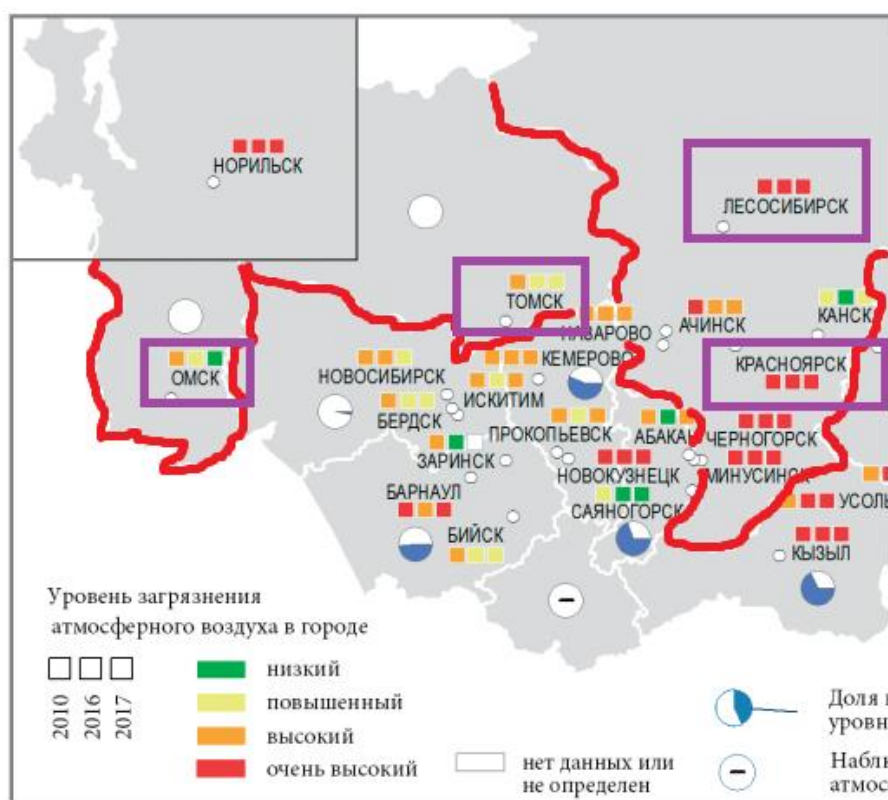 НОРИЛЬСК
ЛЕСОСИБИРСК
ТОМСК
НАЗАРОВО
АЧИНСК
КАНСК
ОМСК
НОВОСИБИРСК
КЕМЕРОВО
КРАСНОЯРСК
ИСКИТИМ
БЕРДСК
ПРОКОПЬЕВСК
АБАКАН
ЧЕРНОГОРСК
ЗАРИНСК
НОВОКУЗНЕЦК
МИНУСИНСК
БАРНАУЛ
САЯНОГОРСК
УСОЛЬ
БИЙСК
КЫЗЫЛ
Уровень загрязнения
атмосферного воздуха в городе
2010 2016 2017
низкий
повышенный
высокий
очень высокий
нет данных или
не определен
Доля
уровн
Набл
атмос